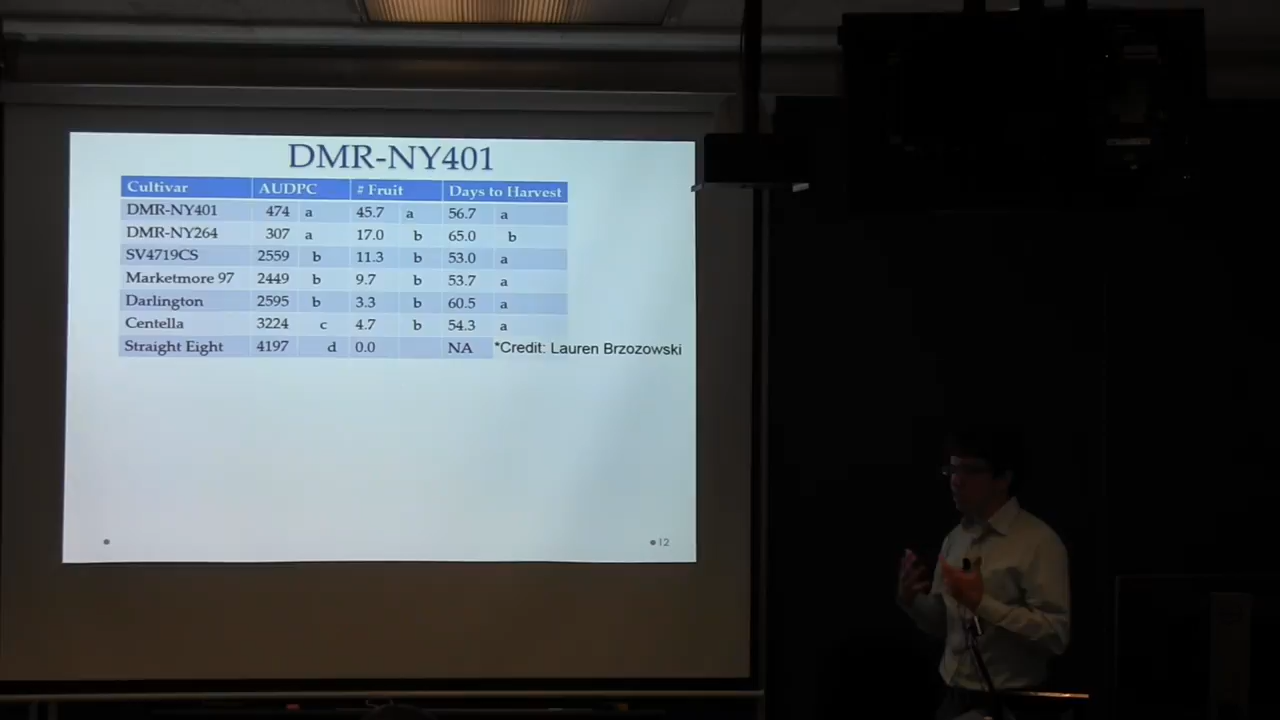 DMR-NY401
Cultivar AUDPC # Fruit Days to Harvest
DMR-NY401 474 a 45.7 a 56.7 a
DMR-NY264 307 a 17.0 b 65.0 b
SV4719CS 2559 b 11.3 b 53.0 a
Marketmore 97 2449 b 9.7 b 53.7 a
Darlington 2595 b 3.3 b 60.5 a
Centella 3224 c 4.7 b 54.3 a
Straight Eight 4197 d 0.0 NA
*Credit: Lauren Brzozowski
12